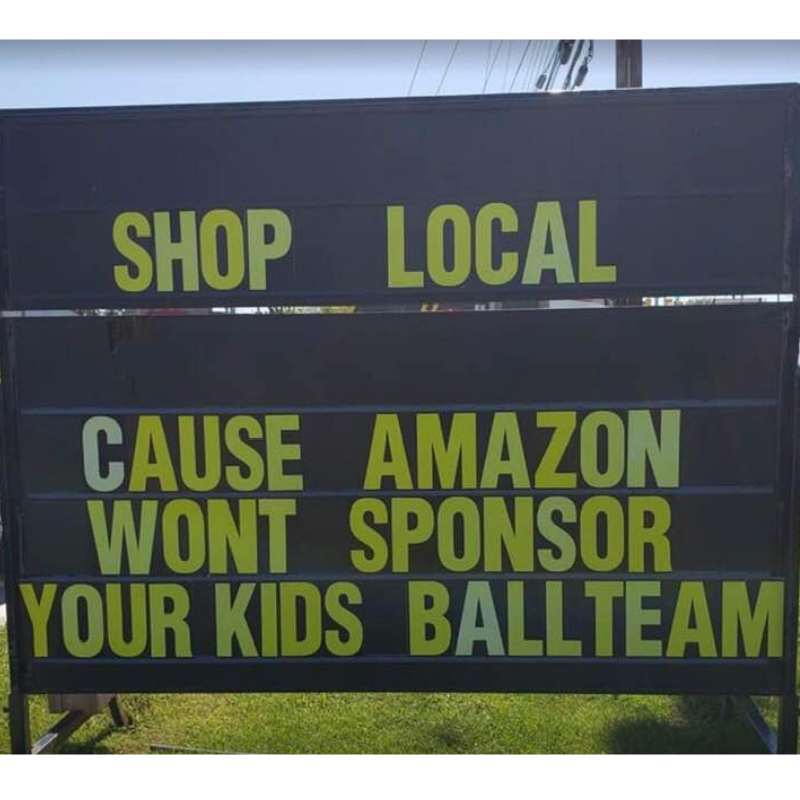 SHOP LOCAL
CAUSE AMAZON
WONT SPONSOR
YOUR KIDS BALLTEAM